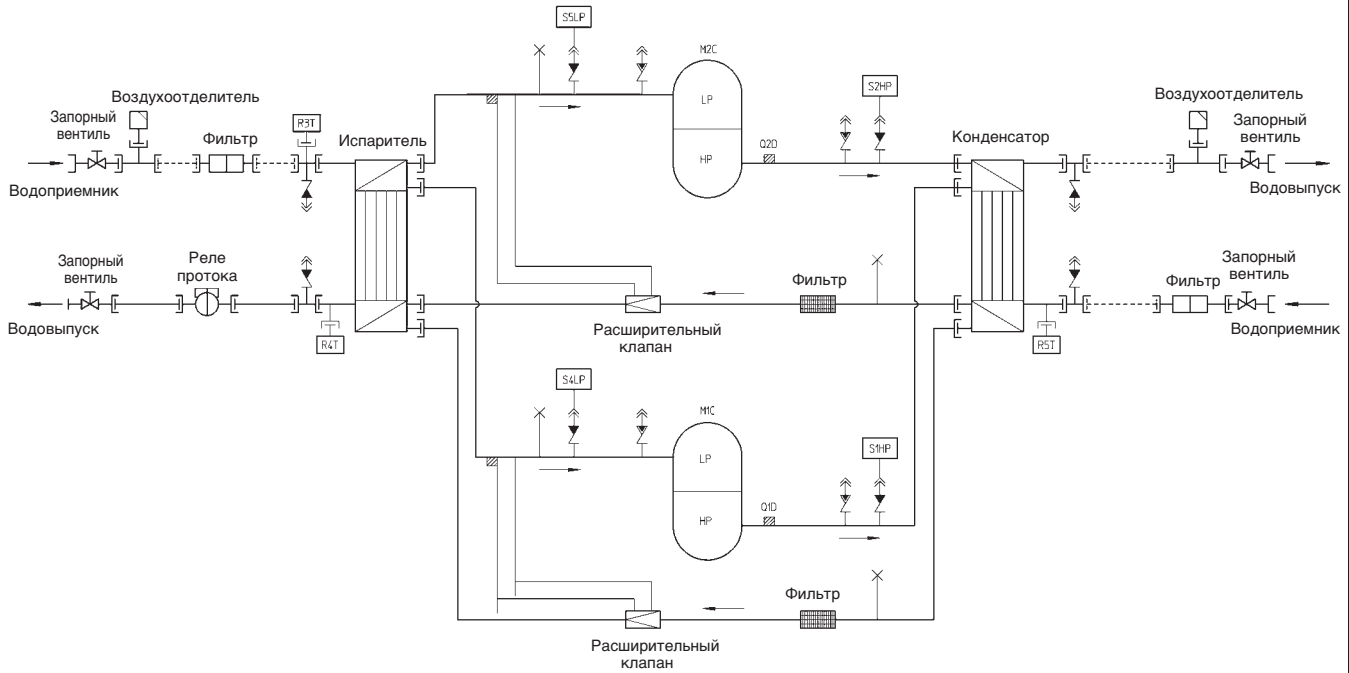 S5LP
M2C
S2HP
Воздухоотделитель
Запорный
вентиль
Фильтр
R3T
Испаритель
LP
HP
Q2D
Конденсатор
Воздухоотделитель
Запорный
вентиль
Водоприемник
Водовыпуск
Запорный
вентиль
Реле
протока
Водовыпуск
R4T
Расширительный
клапан
Фильтр
R5T
Фильтр
Запорный
вентиль
Водоприемник
S4LP
M1C
S1HP
LP
HP
Q1D
Расширительный
клапан
Фильтр